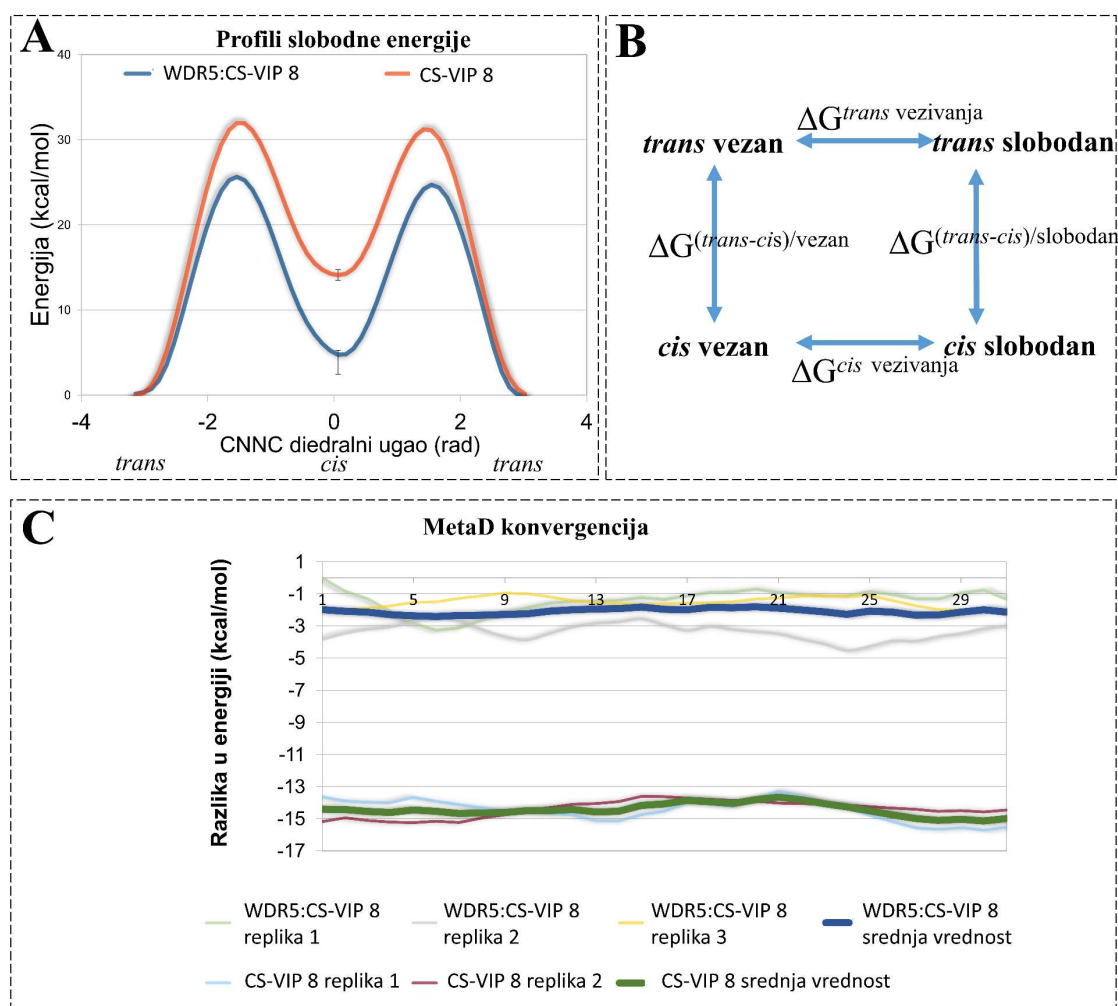 A
Profili slobodne energije
WDR5:CS-VIP 8 CS-VIP 8
40
30
20
10
0
Energija (kcal/mol)
-4 -2 0 2 4
CNNC diedralni ugao (rad)
trans cis trans
B
ΔG^trans vezivanja
trans vezan trans slobodan
ΔG^(trans-cis)/vezan ΔG^(trans-cis)/slobodan
cis vezan cis slobodan
ΔG^cis vezivanja
C
MetaD konvergencija
Razlika u energiji (kcal/mol)
1
-1
-3
-5
-7
-9
-11
-13
-15
-17
1 5 9 13 17 21 25 29
WDR5:CS-VIP 8 WDR5:CS-VIP 8 WDR5:CS-VIP 8 WDR5:CS-VIP 8
replika 1 replika 2 replika 3 srednja vrednost
CS-VIP 8 replika 1 CS-VIP 8 replika 2 CS-VIP 8 srednja vrednost